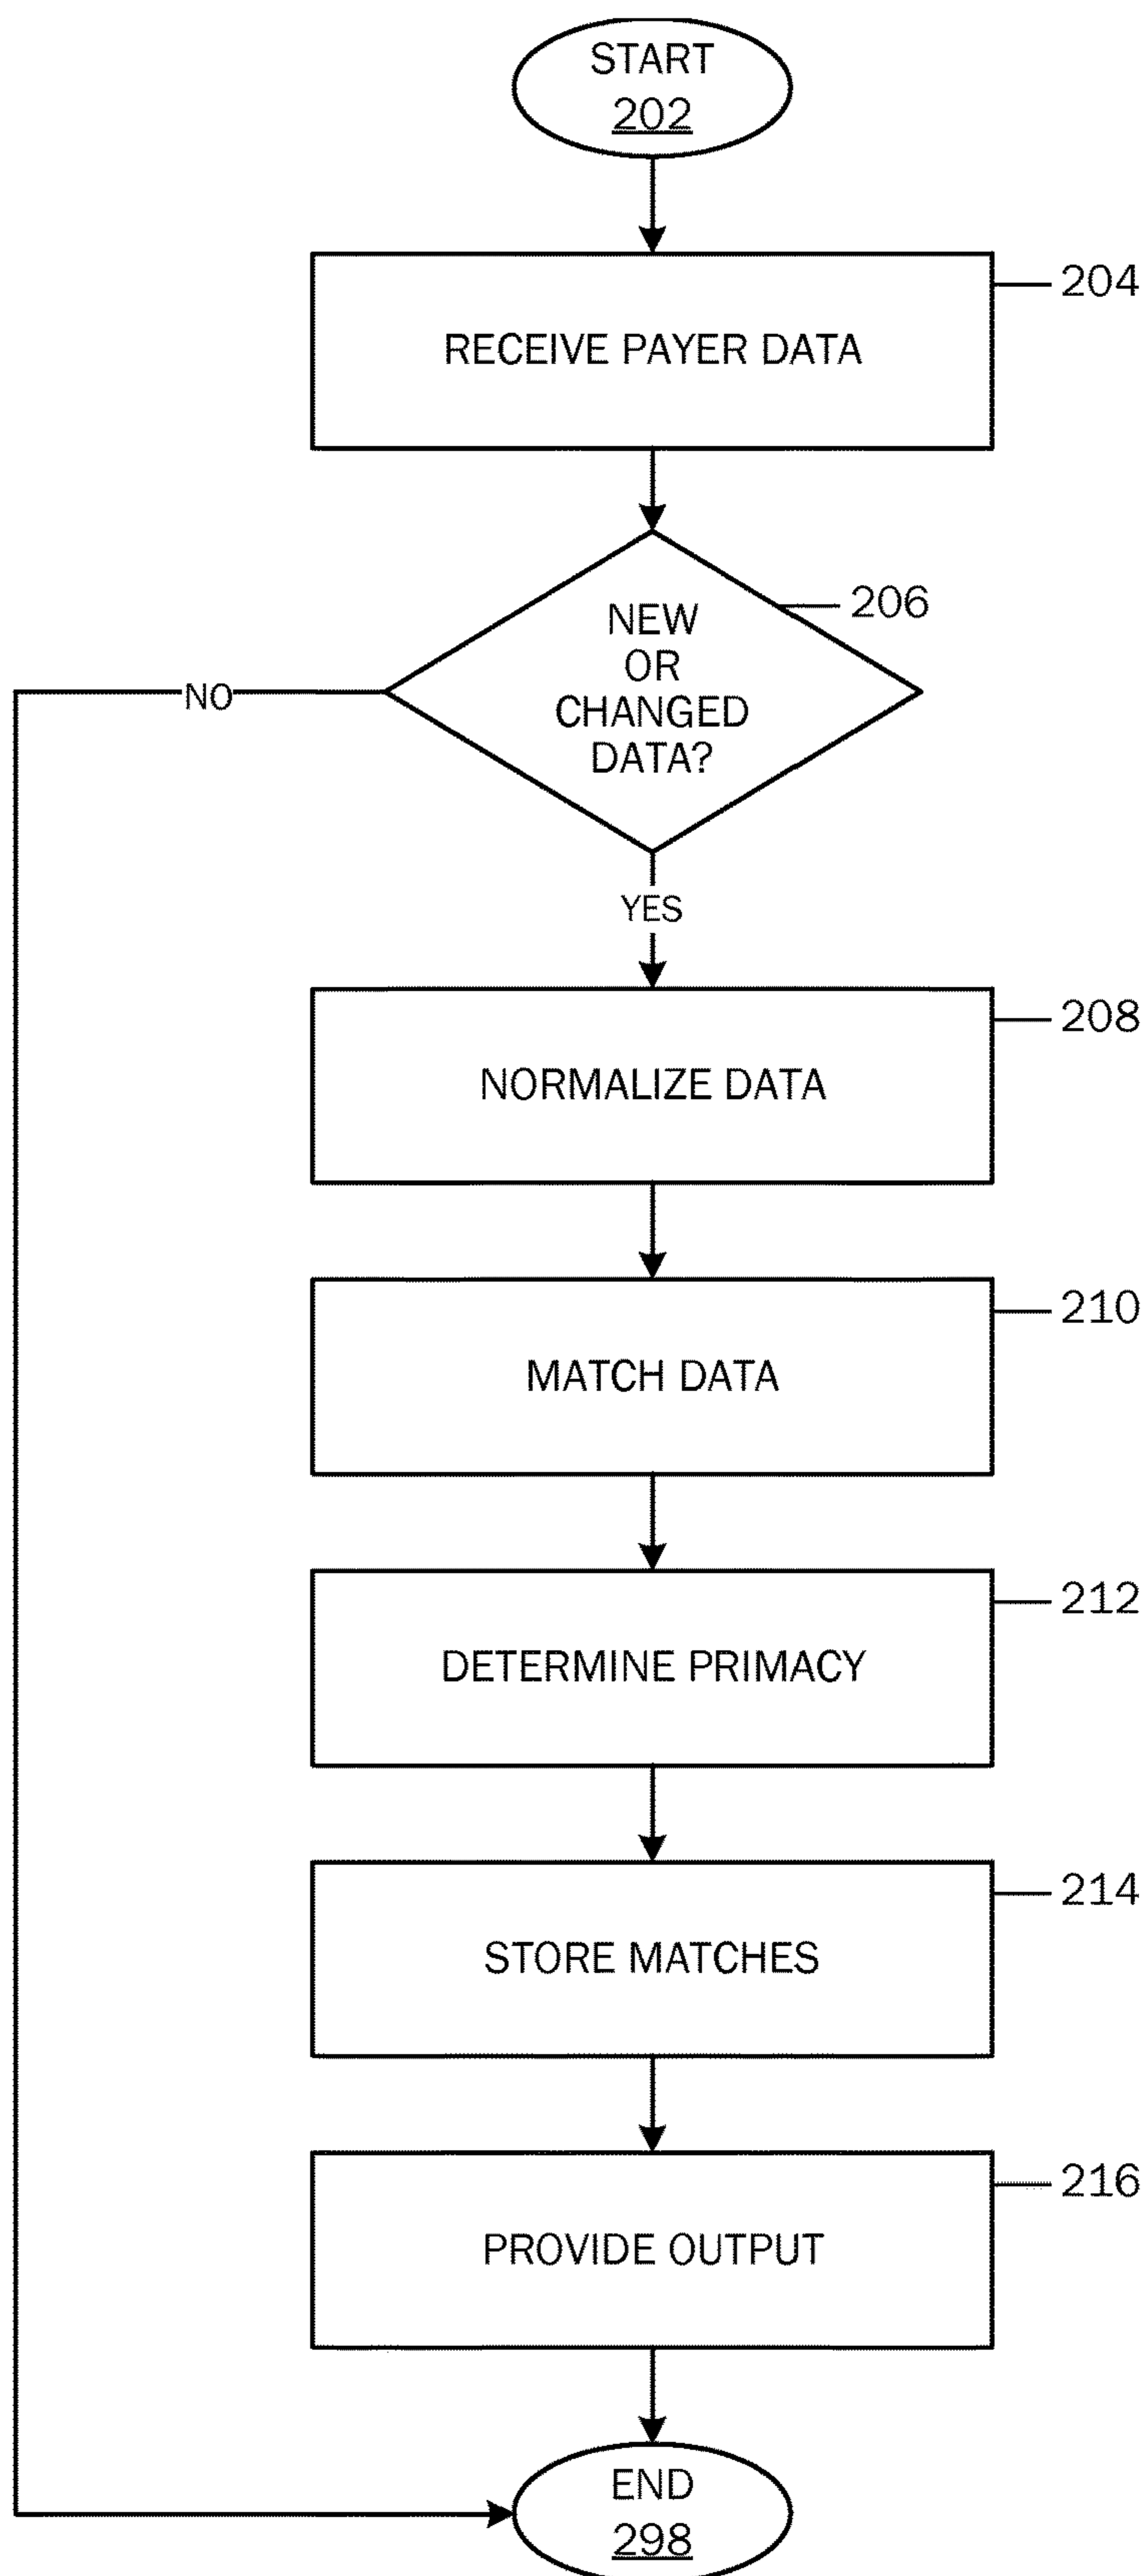 START
202
204
RECEIVE PAYER DATA
206
NEW
OR
CHANGED
DATA?
NO
YES
208
NORMALIZE DATA
210
MATCH DATA
212
DETERMINE PRIMACY
214
STORE MATCHES
216
PROVIDE OUTPUT
END
298